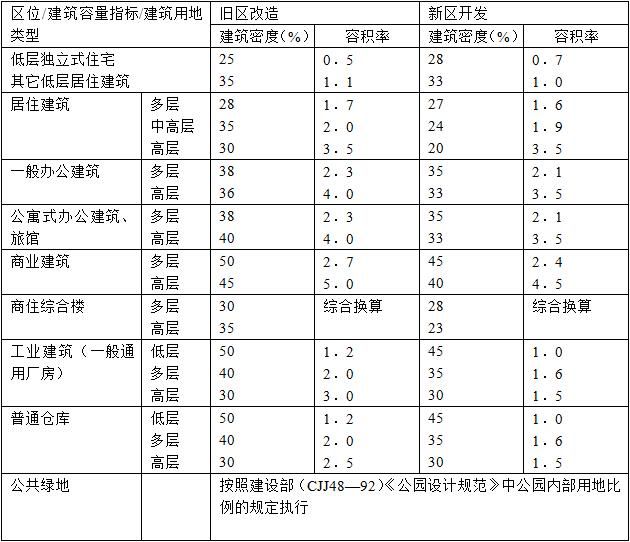 区位/建筑容量指标/建筑用地类型 旧区改造 新区开发
建筑密度(%) 容积率 建筑密度(%) 容积率
低层独立式住宅 25 0．5 28 0．7
其它低层居住建筑 35 1．1 33 1．0
居住建筑 多层 28 1．7 27 1．6
中高层 35 2．0 24 1．9
高层 30 3．5 20 3．5
一般办公建筑 多层 38 2．3 35 2．1
高层 36 4．0 33 3．5
公寓式办公建筑、 多层 38 2．3 35 2．1
旅馆 高层 40 4．0 33 3．5
商业建筑 多层 50 2．7 45 2．4
高层 45 5．0 40 4．5
商住综合楼 多层 30 综合换算 28 综合换算
高层 35 23
工业建筑（一般通 低层 50 1．2 45 1．0
用厂房） 多层 40 2．0 35 1．6
高层 30 3．0 30 1．5
普通仓库 低层 50 1．2 45 1．0
多层 40 2．0 35 1．6
高层 30 2．5 30 1．5
公共绿地 按照建设部（CJJ48—92）《公园设计规范》中公园内部用地比
例的规定执行